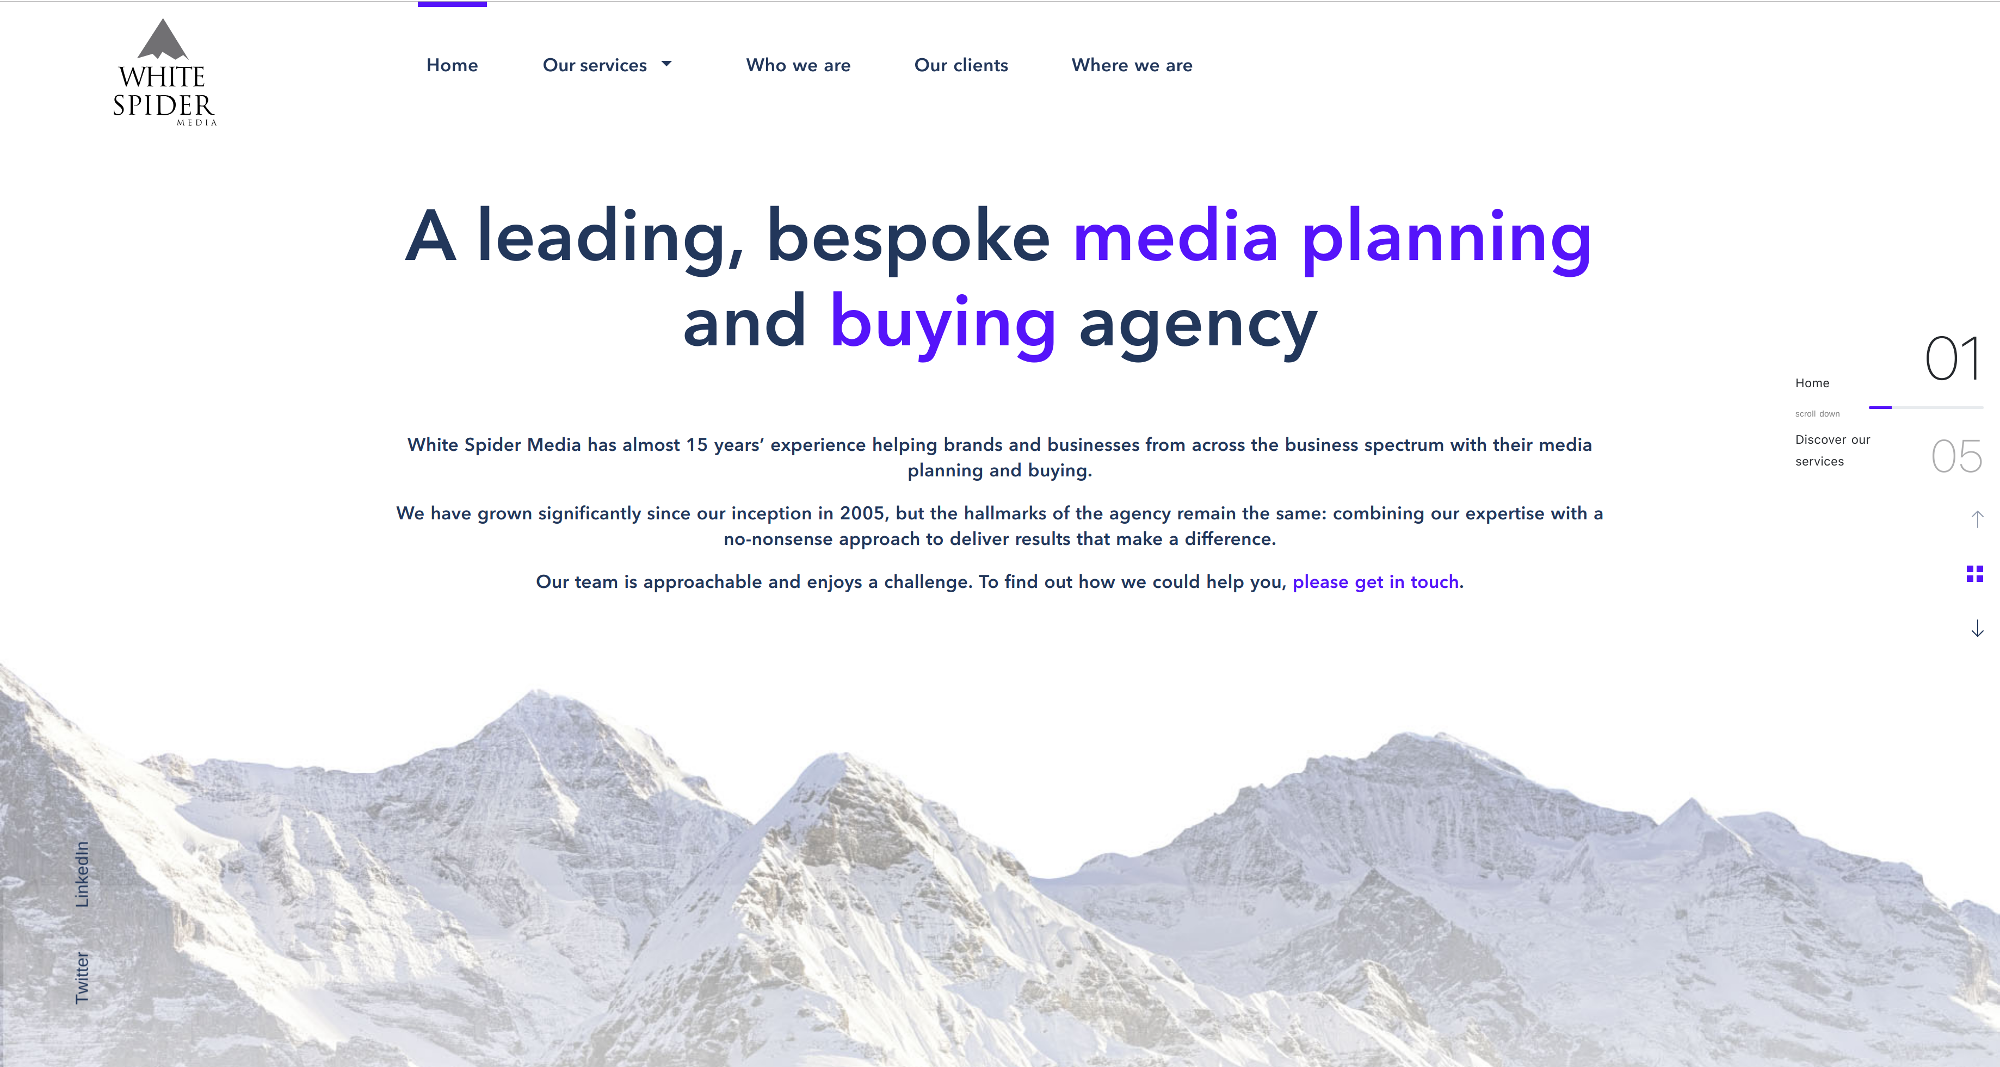 WHITE
SPIDER
MEDIA
Home
Our services
Who we are
Our clients
Where we are
A leading, bespoke media planning
and buying agency
White Spider Media has almost 15 years’ experience helping brands and businesses from across the business spectrum with their media
planning and buying.
We have grown significantly since our inception in 2005, but the hallmarks of the agency remain the same: combining our expertise with a
no-nonsense approach to deliver results that make a difference.
Our team is approachable and enjoys a challenge. To find out how we could help you, please get in touch.
01
Home
scroll down
Discover our
services
05
LinkedIn
Twitter